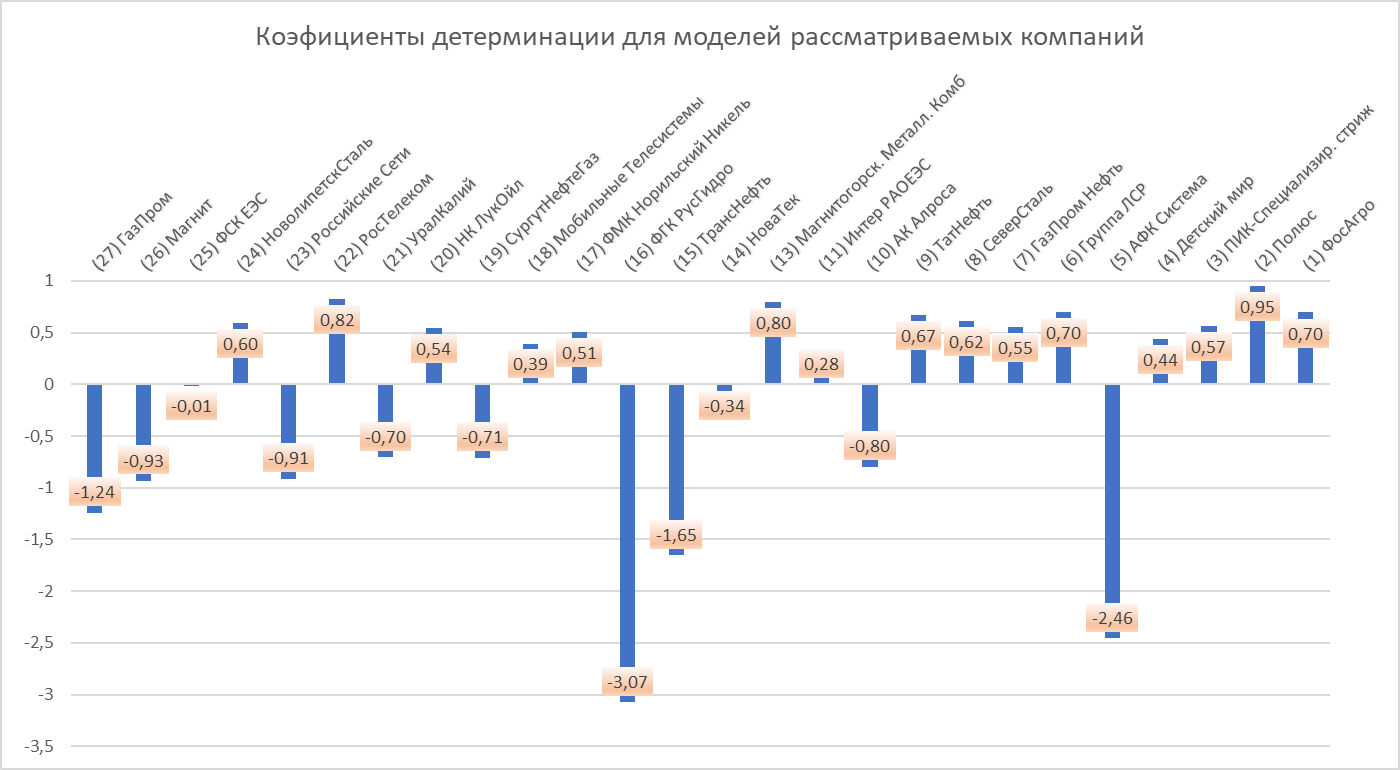 Коэфициенты детерминации для моделей рассматриваемых компаний
(27) ГазПром
(26) Магнит
(25) ФСК ЕЭС
(24) НоволипетскСталь
(23) Российские Сети
(22) РосТелеком
(21) УралКалий
(20) НК ЛукОйл
(19) СургутНефтеГаз
(18) Мобильные Телесистемы
(17) ФМК Норильский Никель
(16) ФГК РусГидро
(15) ТрансНефть
(14) НоваТек
(13) Магнитогорск. Металл. Комб
(11) Интер РАОЕЭС
(10) АК Алроса
(9) ТатНефть
(8) СеверСталь
(7) ГазПром Нефть
(6) Группа ЛСР
(5) АФК Система
(4) Детский мир
(3) ПИК-Специализир. стриж
(2) Полюс
(1) ФосАгро
1
0,5
0
-0,5
-1
-1,5
-2
-2,5
-3
-3,5
-1,24
-0,93
-0,01
0,60
-0,91
0,82
-0,70
0,54
-0,71
0,39
0,51
-3,07
-1,65
-0,34
0,80
0,28
-0,80
0,67
0,62
0,55
0,70
-2,46
0,44
0,57
0,95
0,70